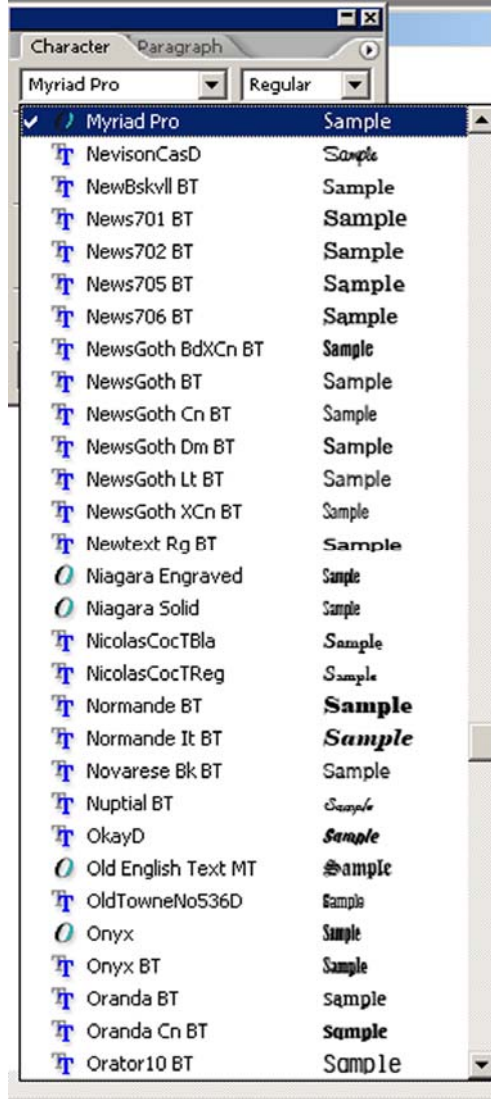 Character Paragraph
Myriad Pro Regular
Myriad Pro Sample
NevisonCasD Sample
NewBskvll BT Sample
News701 BT Sample
News702 BT Sample
News705 BT Sample
News706 BT Sample
NewsGoth BdXCn BT Sample
NewsGoth BT Sample
NewsGoth Cn BT Sample
NewsGoth Dm BT Sample
NewsGoth Lt BT Sample
NewsGoth XCn BT Sample
Newtext Rg BT Sample
Niagara Engraved Sample
Niagara Solid Sample
NicolasCocTBla Sample
NicolasCocTReg Sample
Normande BT Sample
Normande It BT Sample
Novarese Bk BT Sample
Nuptial BT Sample
OkayD Sample
Old English Text MT Sample
OldTowneNo536D Sample
Onyx Sample
Onyx BT Sample
Oranda BT Sample
Oranda Cn BT Sample
Orator10 BT Sample